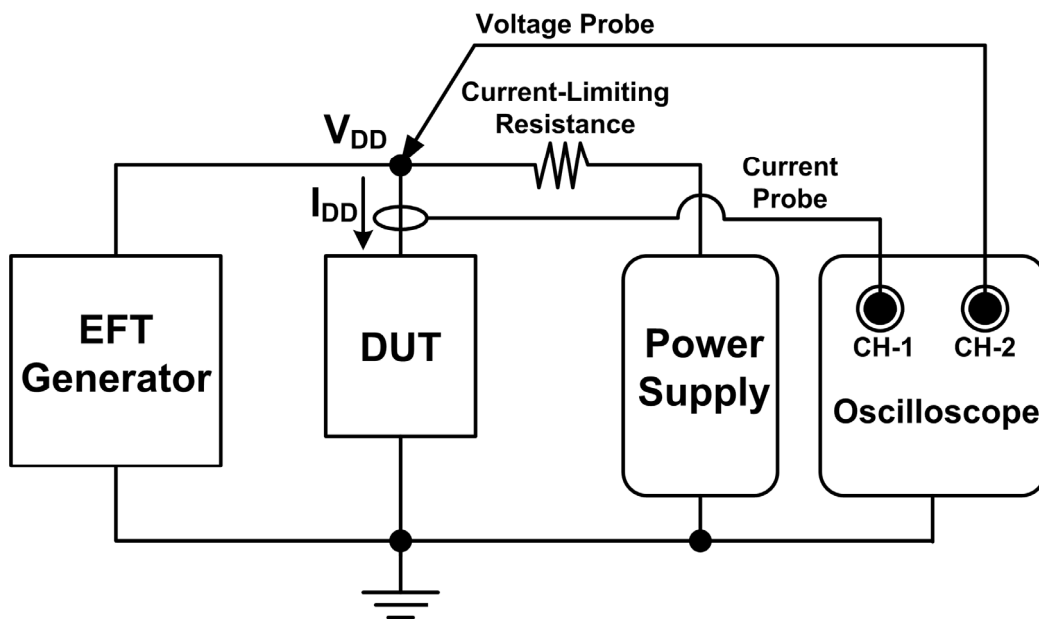 Voltage Probe
Current-Limiting
Resistance
VDD
Current
Probe
IDD
EFT
Generator
DUT
Power
Supply
CH-1
CH-2
Oscilloscope